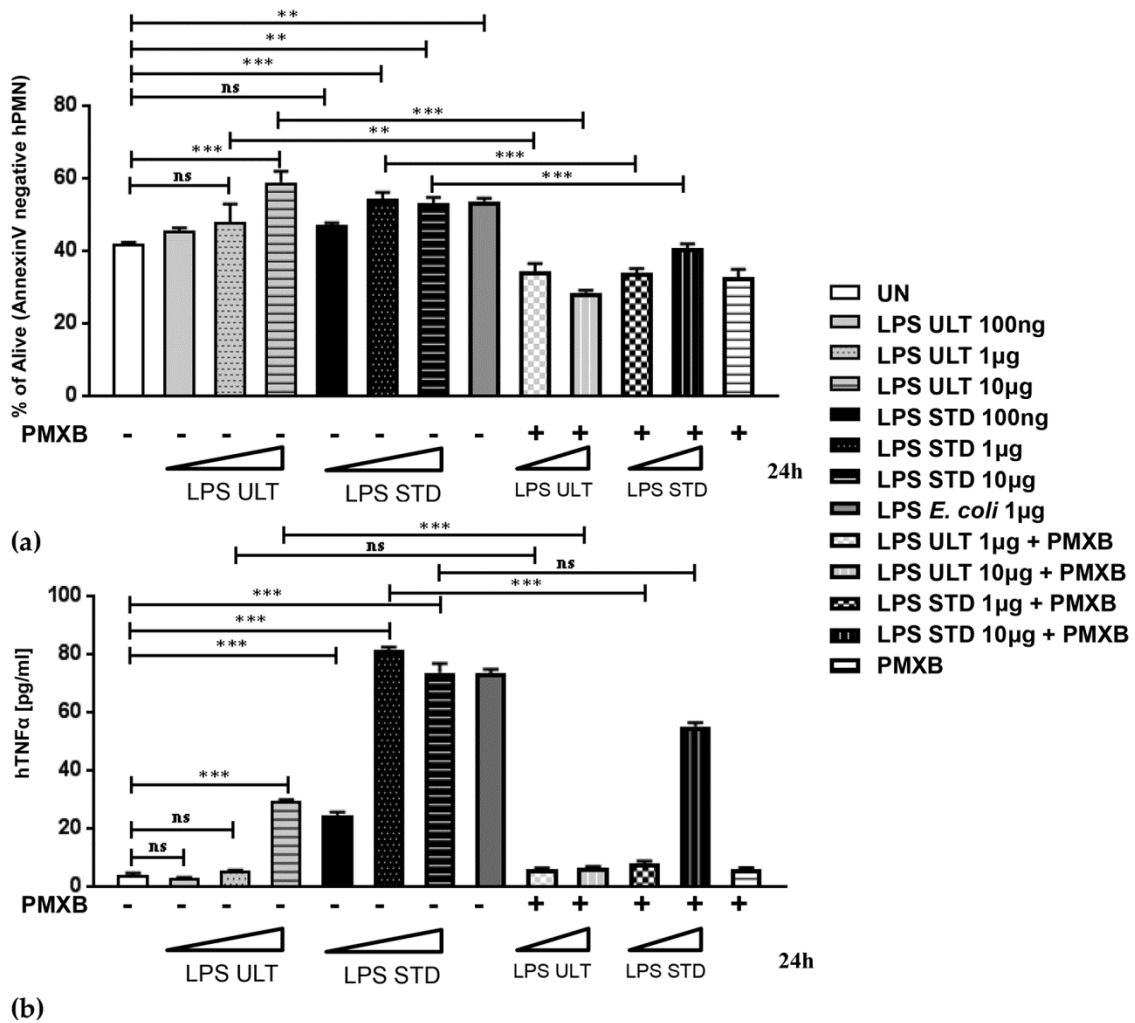 **
**
***
ns
80
***
**
***
***
***
ns
60
40
20
0
% of Alive (AnnexinV negative hPMN)
PMXB - - - - - - - - + + + + +
LPS ULT LPS STD LPS ULT LPS STD 24h
(a)
UN
LPS ULT 100ng
LPS ULT 1µg
LPS ULT 10µg
LPS STD 100ng
LPS STD 1µg
LPS STD 10µg
LPS E. coli 1µg
LPS ULT 1µg + PMXB
LPS ULT 10µg + PMXB
LPS STD 1µg + PMXB
LPS STD 10µg + PMXB
PMXB
***
ns
ns
***
100
***
***
***
80
60
40
***
20
ns
ns
0
hTNFα [pg/ml]
PMXB - - - - - - - - + + + + +
LPS ULT LPS STD LPS ULT LPS STD 24h
(b)